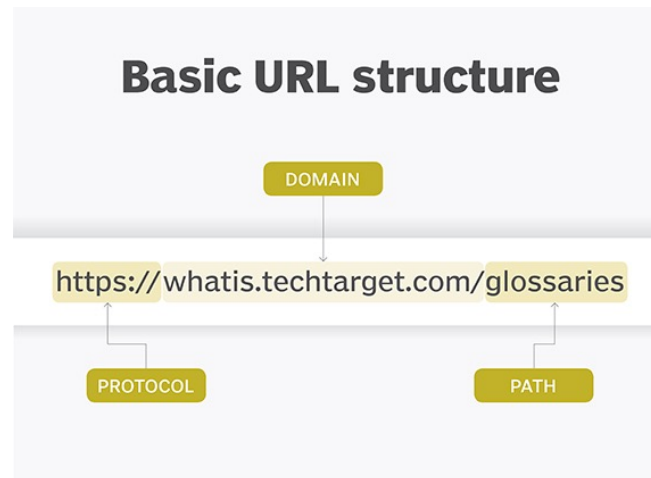 Basic URL structure
DOMAIN
https://whatis.techtarget.com/glossaries
PROTOCOL
PATH